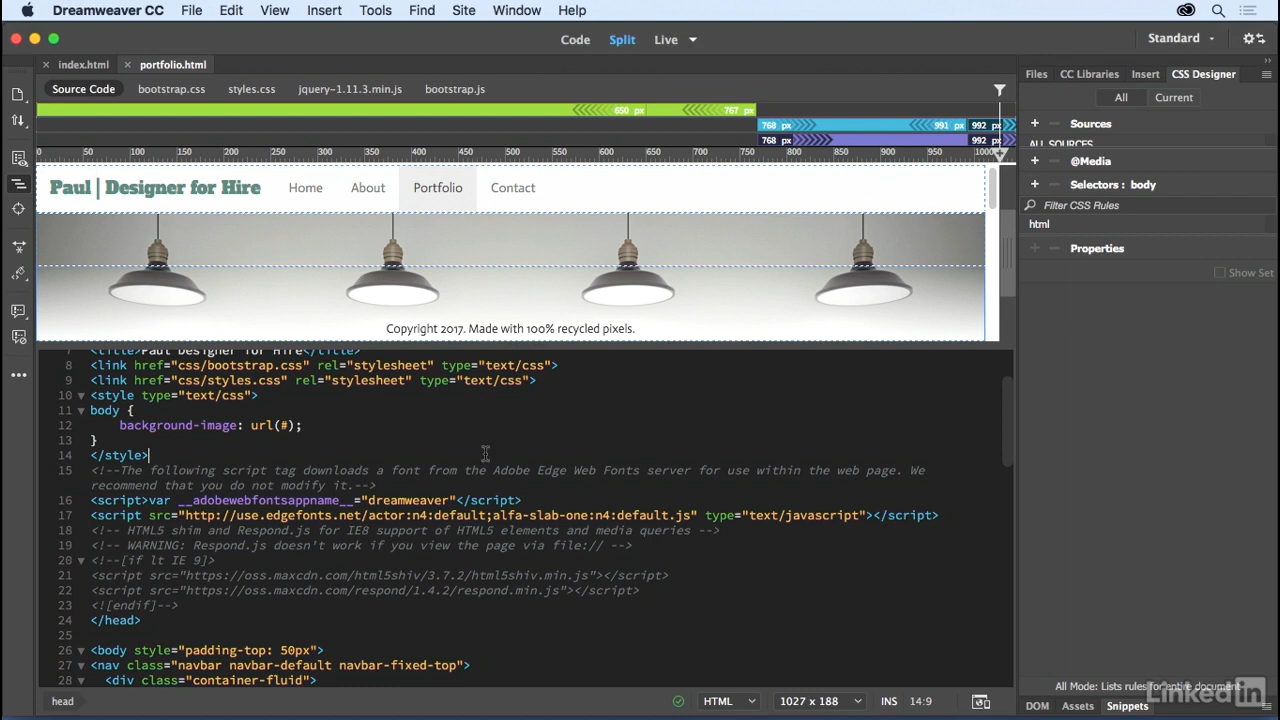 Dreamweaver CC File Edit View Insert Tools Find Site Window Help
Code Split Live Standard
index.html portfolio.html
Files CC Libraries Insert CSS Designer
Source Code bootstrap.css styles.css jquery-1.11.3.min.js bootstrap.js
All Current
650 px 767 px
768 px 991 px 992 px
768 px 992 px
0 50 100 150 200 250 300 350 400 450 500 550 600 650 700 750 800 850 900 950 1000
Sources
ALL SOURCES
@Media
Selectors : body
Filter CSS Rules
html
Properties
Show Set
Paul | Designer for Hire Home About Portfolio Contact
Copyright 2017. Made with 100% recycled pixels.
7 <title>Paul Designer for Hire</title>
8 <link href="css/bootstrap.css" rel="stylesheet" type="text/css">
9 <link href="css/styles.css" rel="stylesheet" type="text/css">
10 <style type="text/css">
11 body {
12 background-image: url(#);
13 }
14 </style>
15 <!--The following script tag downloads a font from the Adobe Edge Web Fonts server for use within the web page. We
recommend that you do not modify it.-->
16 <script>var __adobewebfontsappname__="dreamweaver"</script>
17 <script src="http://use.edgefonts.net/actor:n4:default;alfa-slab-one:n4:default.js" type="text/javascript"></script>
18 <!-- HTML5 shim and Respond.js for IE8 support of HTML5 elements and media queries -->
19 <!-- WARNING: Respond.js doesn't work if you view the page via file:// -->
20 <!--[if lt IE 9]>
21 <script src="https://oss.maxcdn.com/html5shiv/3.7.2/html5shiv.min.js"></script>
22 <script src="https://oss.maxcdn.com/respond/1.4.2/respond.min.js"></script>
23 <![endif]-->
24 </head>
25
26 <body style="padding-top: 50px">
27 <nav class="navbar navbar-default navbar-fixed-top">
28 <div class="container-fluid">
All Mode: Lists rules for entire document
LinkedIn
head HTML 1027 x 188 INS 14:9
DOM Assets Snippets